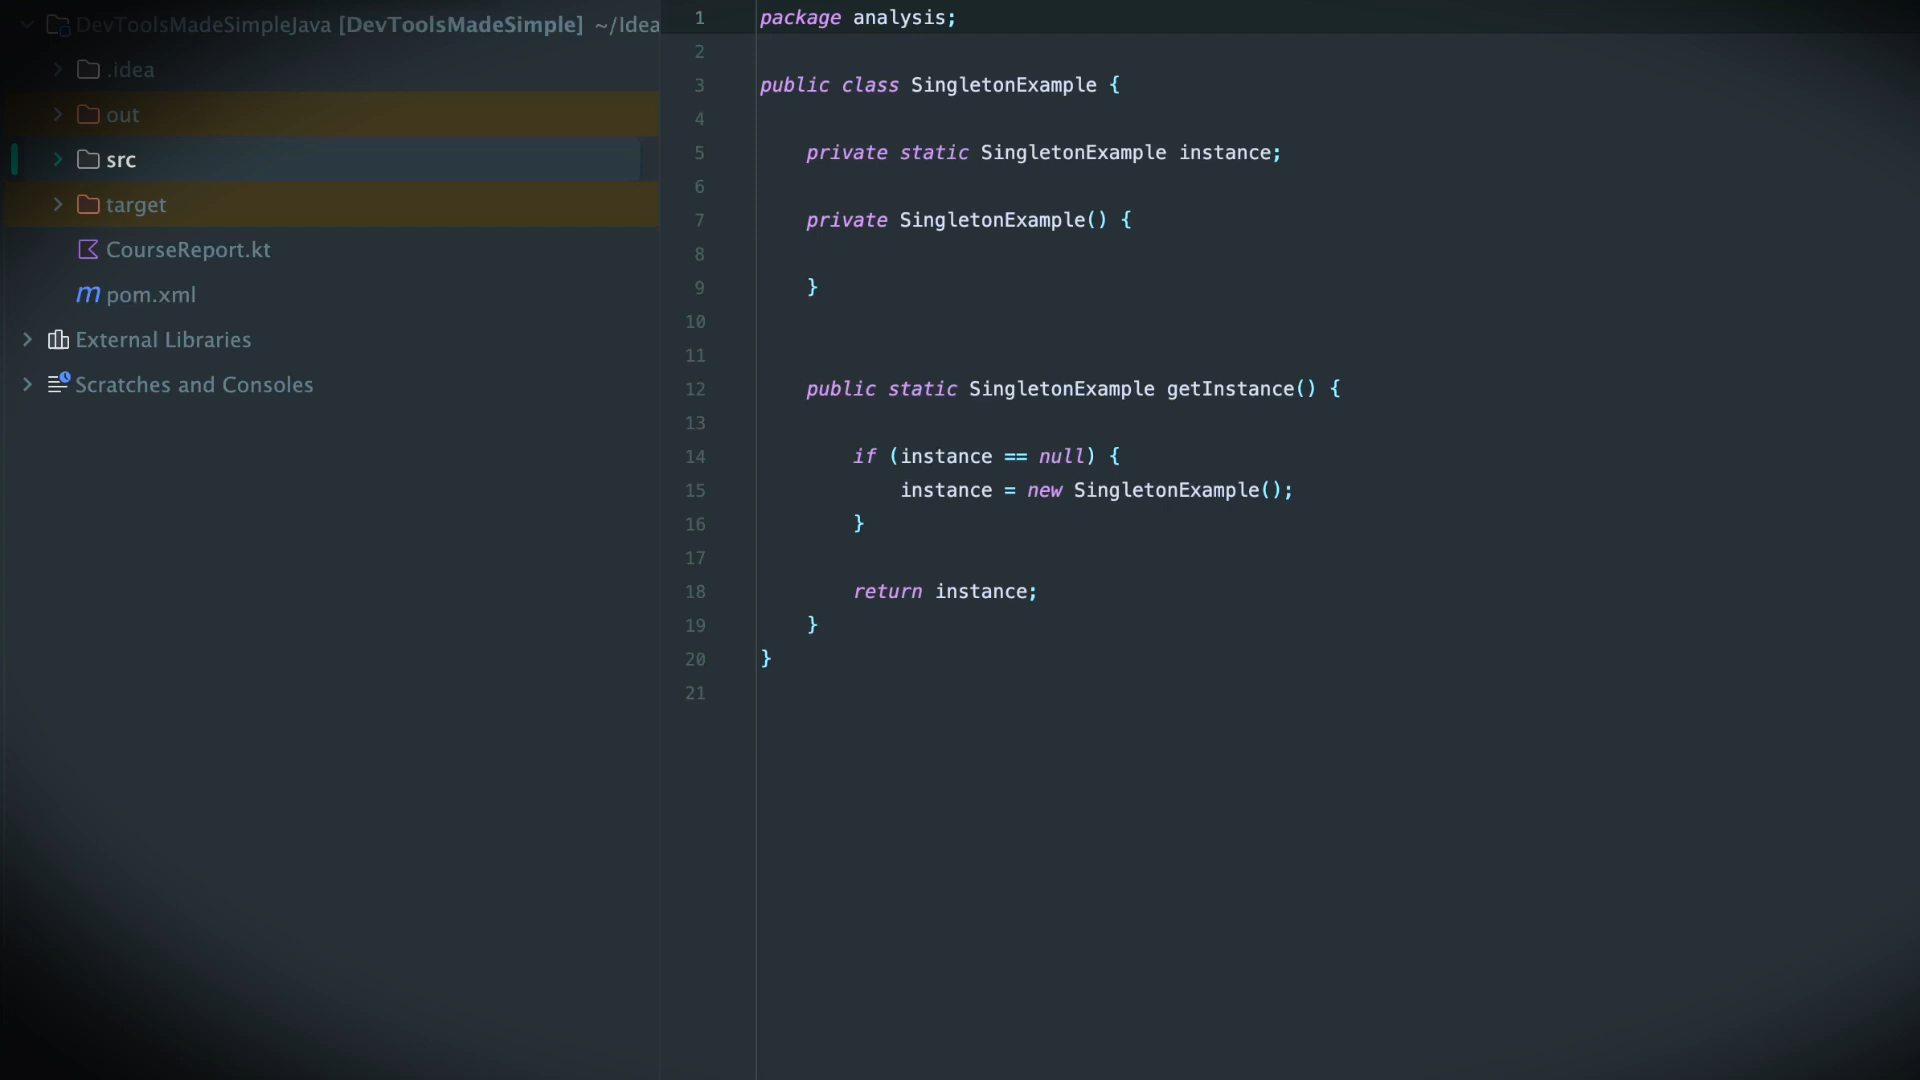 DevToolsMadeSimpleJava [DevToolsMadeSimple] ~/Idea
.idea
out
src
target
CourseReport.kt
pom.xml
External Libraries
Scratches and Consoles
1 package analysis;
2
3 public class SingletonExample {
4
5 private static SingletonExample instance;
6
7 private SingletonExample() {
8
9 }
10
11
12 public static SingletonExample getInstance() {
13
14 if (instance == null) {
15 instance = new SingletonExample();
16 }
17
18 return instance;
19 }
20 }
21